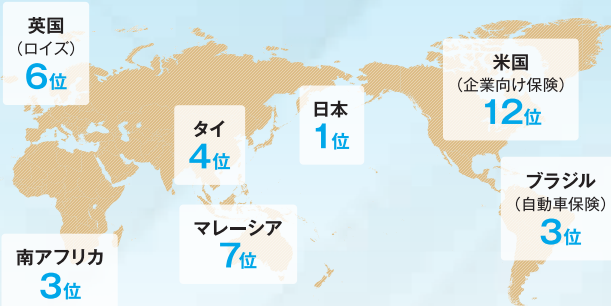 英国
（ロイズ）
6位
米国
（企業向け保険）
12位
日本
1位
タイ
4位
ブラジル
（自動車保険）
3位
マレーシア
7位
南アフリカ
3位